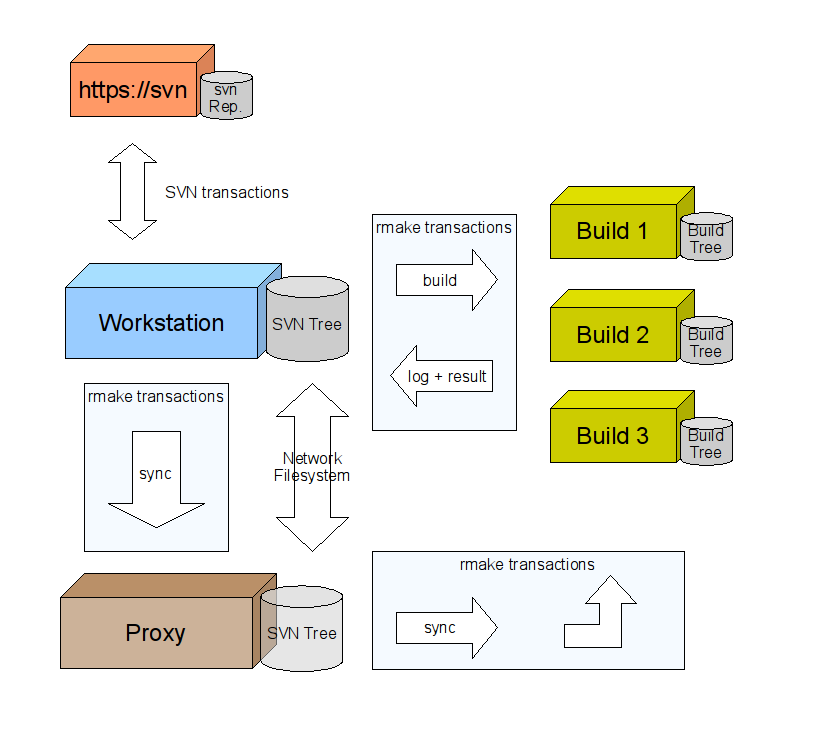 https://svn
svn
Rep.
SVN transactions
rmake transactions
build
log + result
Build 1
Build
Tree
Build 2
Build
Tree
Build 3
Build
Tree
Workstation
SVN Tree
rmake transactions
sync
Network
Filesystem
Proxy
SVN Tree
rmake transactions
sync